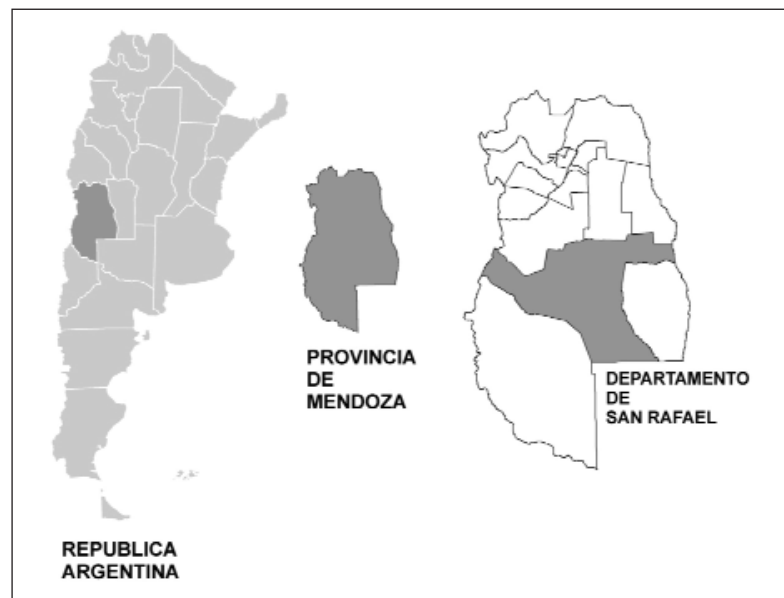 REPUBLICA
ARGENTINA
PROVINCIA
DE
MENDOZA
DEPARTAMENTO
DE
SAN RAFAEL